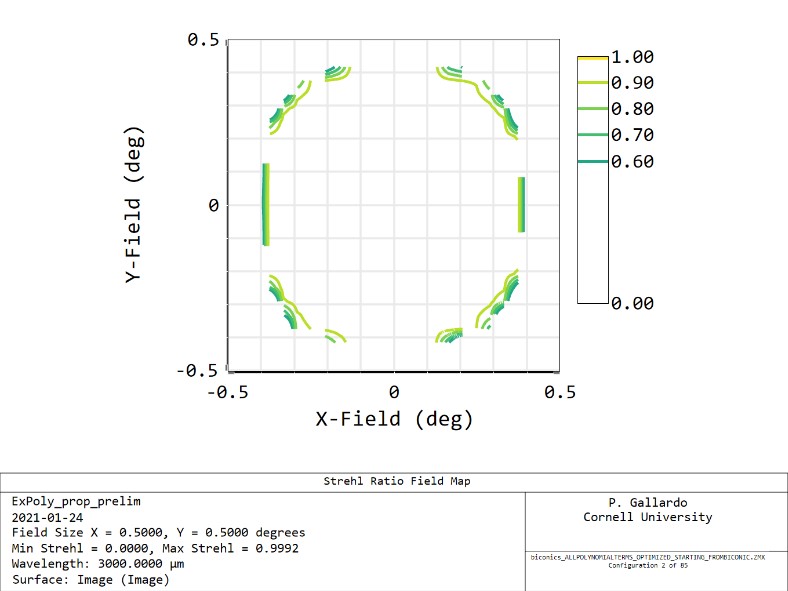 0.5
0
-0.5
Y-Field (deg)
-0.5
0
0.5
X-Field (deg)
1.00
0.90
0.80
0.70
0.60
0.00
Strehl Ratio Field Map
ExPoly_prop_prelim
2021-01-24
Field Size X = 0.5000, Y = 0.5000 degrees
Min Strehl = 0.0000, Max Strehl = 0.9992
Wavelength: 3000.0000 µm
Surface: Image (Image)
P. Gallardo
Cornell University
biconics_ALLPOLYNOMIALTERMS_OPTIMIZED_STARTING_FROMBICONIC.ZMX
Configuration 2 of 85